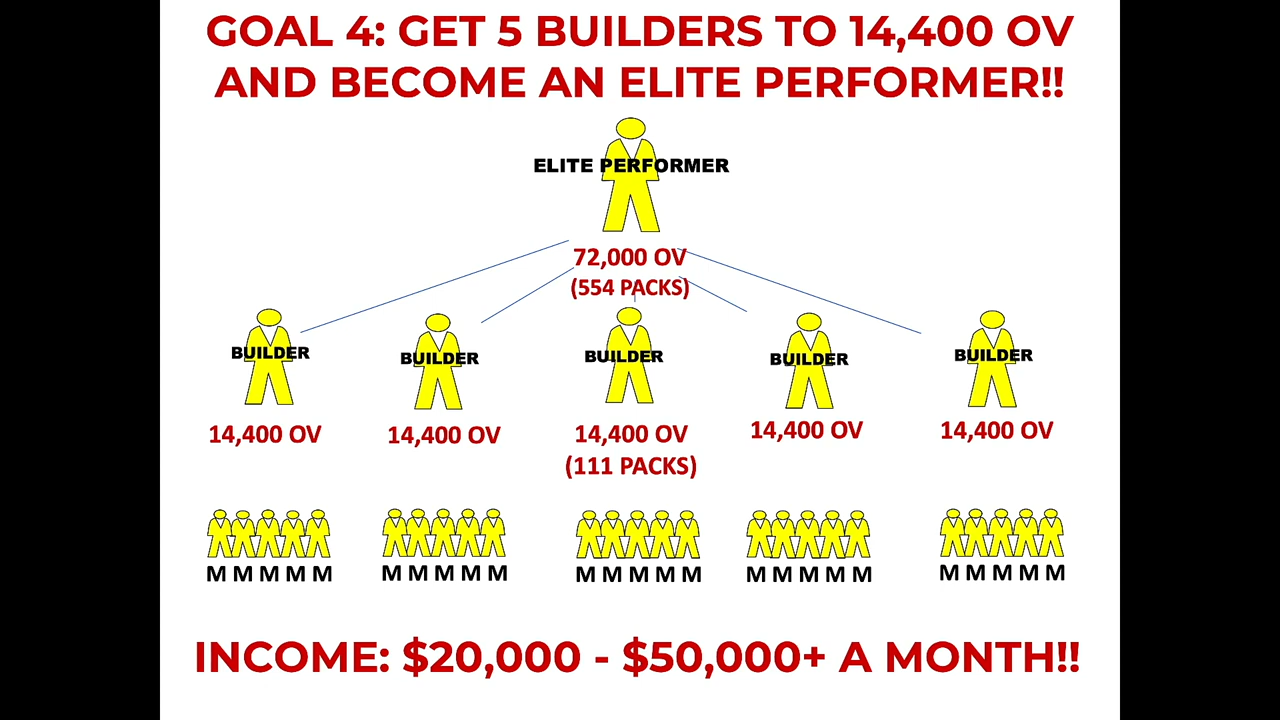 GOAL 4: GET 5 BUILDERS TO 14,400 OV
AND BECOME AN ELITE PERFORMER!!
ELITE PERFORMER
72,000 OV
(554 PACKS)
BUILDER
BUILDER
BUILDER
BUILDER
BUILDER
14,400 OV
14,400 OV
14,400 OV
14,400 OV
14,400 OV
(111 PACKS)
M M M M M
M M M M M
M M M M M
M M M M M
M M M M M
INCOME: $20,000 - $50,000+ A MONTH!!